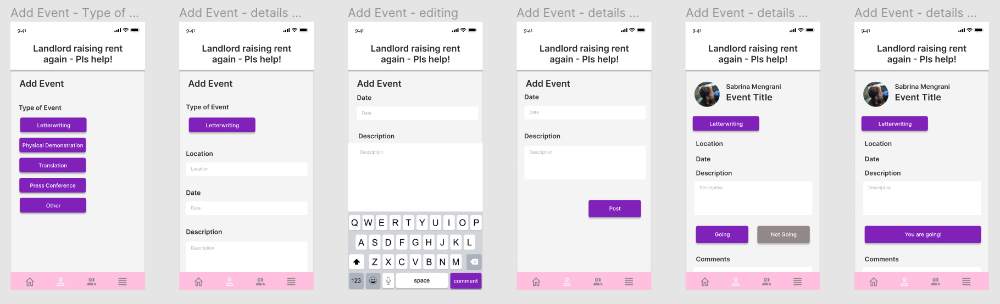 Add Event - Type of ...
9:41
Landlord raising rent
again - Pls help!
Add Event
Type of Event
Letterwriting
Physical Demonstration
Translation
Press Conference
Other
Add Event - details ...
9:41
Landlord raising rent
again - Pls help!
Add Event
Type of Event
Letterwriting
Location
Location
Date
Date
Description
Description
Add Event - editing
9:41
Landlord raising rent
again - Pls help!
Add Event
Date
Date
Description
Description
Q W E R T Y U I O P
A S D F G H J K L
Z X C V B N M
123 space comment
Add Event - details ...
9:41
Landlord raising rent
again - Pls help!
Add Event
Date
Date
Description
Description
Post
Add Event - details ...
9:41
Landlord raising rent
again - Pls help!
Sabrina Mengrani
Event Title
Letterwriting
Location
Date
Description
Description
Going Not Going
Comments
Add Event - details ...
9:41
Landlord raising rent
again - Pls help!
Sabrina Mengrani
Event Title
Letterwriting
Location
Date
Description
Description
You are going!
Comments